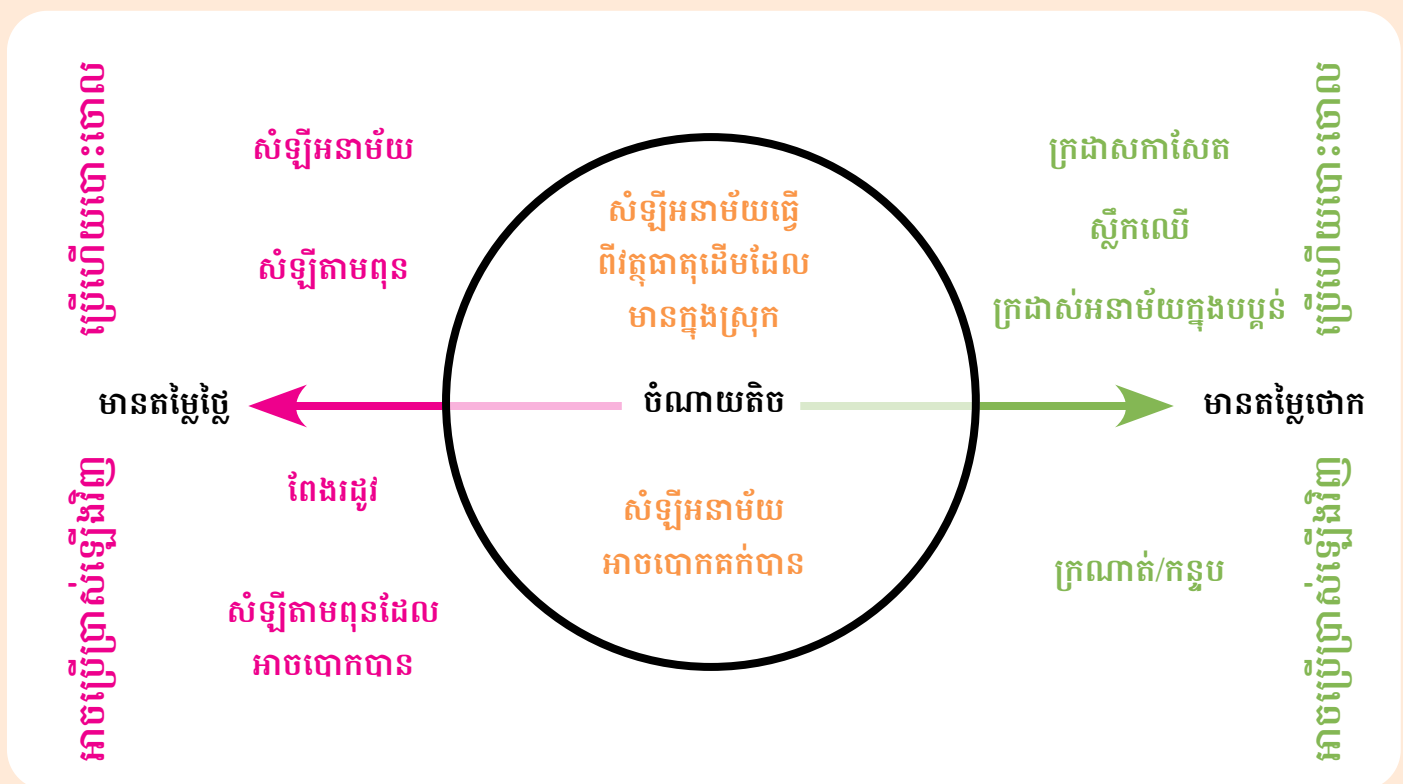 ប្រើហើយបោះចោល
សំឡីអនាម័យ
សំឡីតាមពុន
សំឡីអនាម័យធ្វើ
ពីវត្ថុធាតុដើមដែល
មានក្នុងស្រុក
ក្រដាសកាសែត
ស្លឹកឈើ
ក្រដាស់អនាម័យក្នុងបប្គន់
ប្រើហើយបោះចោល
មានតម្លៃថ្លៃ
ចំណាយតិច
មានតម្លៃថោក
អាចប្រើប្រាស់ឡើងវិញ
ពែងរដូវ
សំឡីតាមពុនដែល
អាចបោកបាន
សំឡីអនាម័យ
អាចបោកគក់បាន
ក្រណាត់/កន្ទប
អាចប្រើប្រាស់ឡើងវិញ